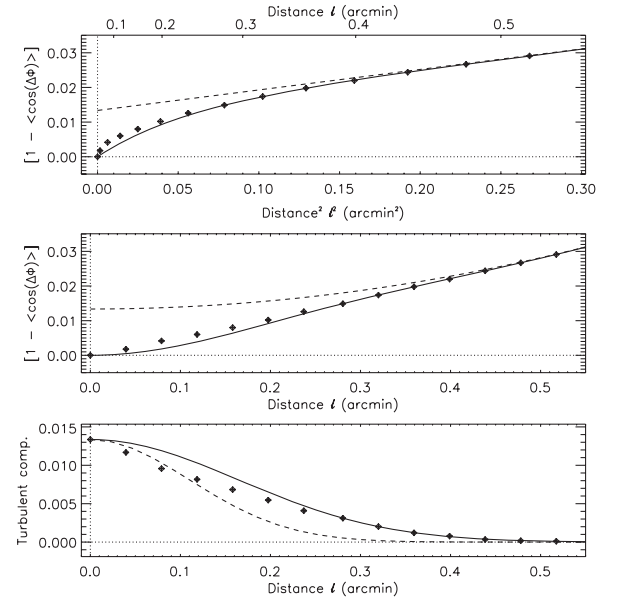 Distance ℓ (arcmin)
0.1 0.2 0.3 0.4 0.5
[1 − <cos(ΔΦ)>]
0.03
0.02
0.01
0.00
0.00 0.05 0.10 0.15 0.20 0.25 0.30
Distance² ℓ² (arcmin²)
[1 − <cos(ΔΦ)>]
0.03
0.02
0.01
0.00
0.0 0.1 0.2 0.3 0.4 0.5
Distance ℓ (arcmin)
Turbulent comp.
0.015
0.010
0.005
0.000
0.0 0.1 0.2 0.3 0.4 0.5
Distance ℓ (arcmin)